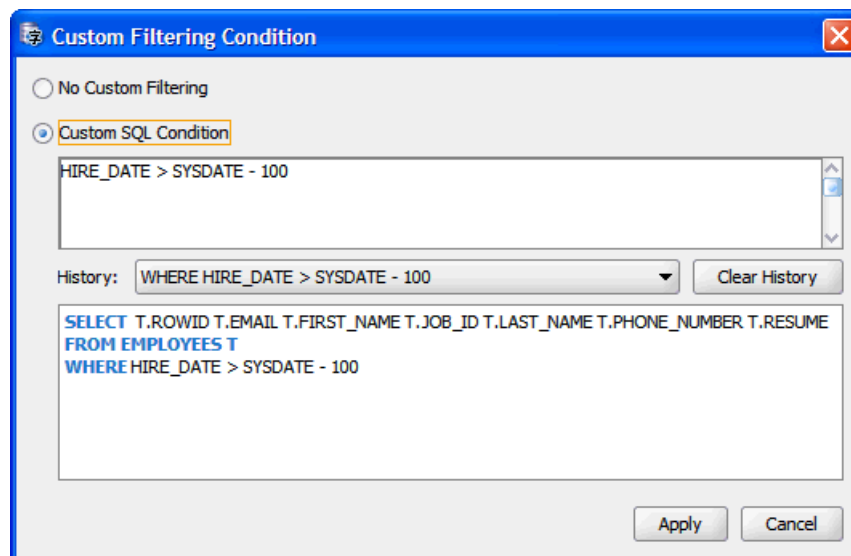 Custom Filtering Condition
No Custom Filtering
Custom SQL Condition
HIRE_DATE > SYSDATE - 100
History: WHERE HIRE_DATE > SYSDATE - 100 Clear History
SELECT T.ROWID T.EMAIL T.FIRST_NAME T.JOB_ID T.LAST_NAME T.PHONE_NUMBER T.RESUME
FROM EMPLOYEES T
WHERE HIRE_DATE > SYSDATE - 100
Apply Cancel